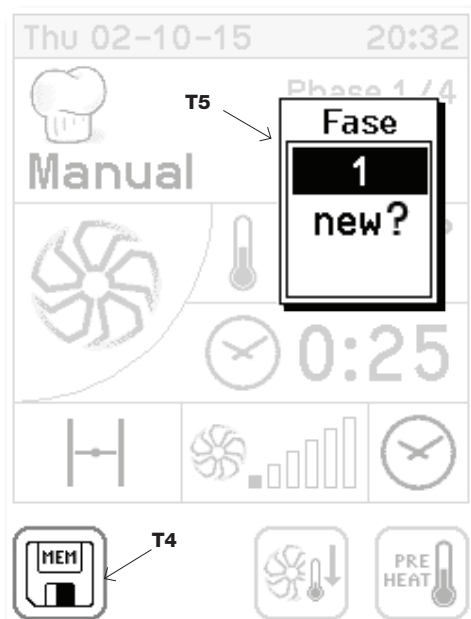 Thu 02-10-15 20:32
Phase 1/4
T5
Fase
Manual
1
new?
0:25
MEM
T4
PRE
HEAT